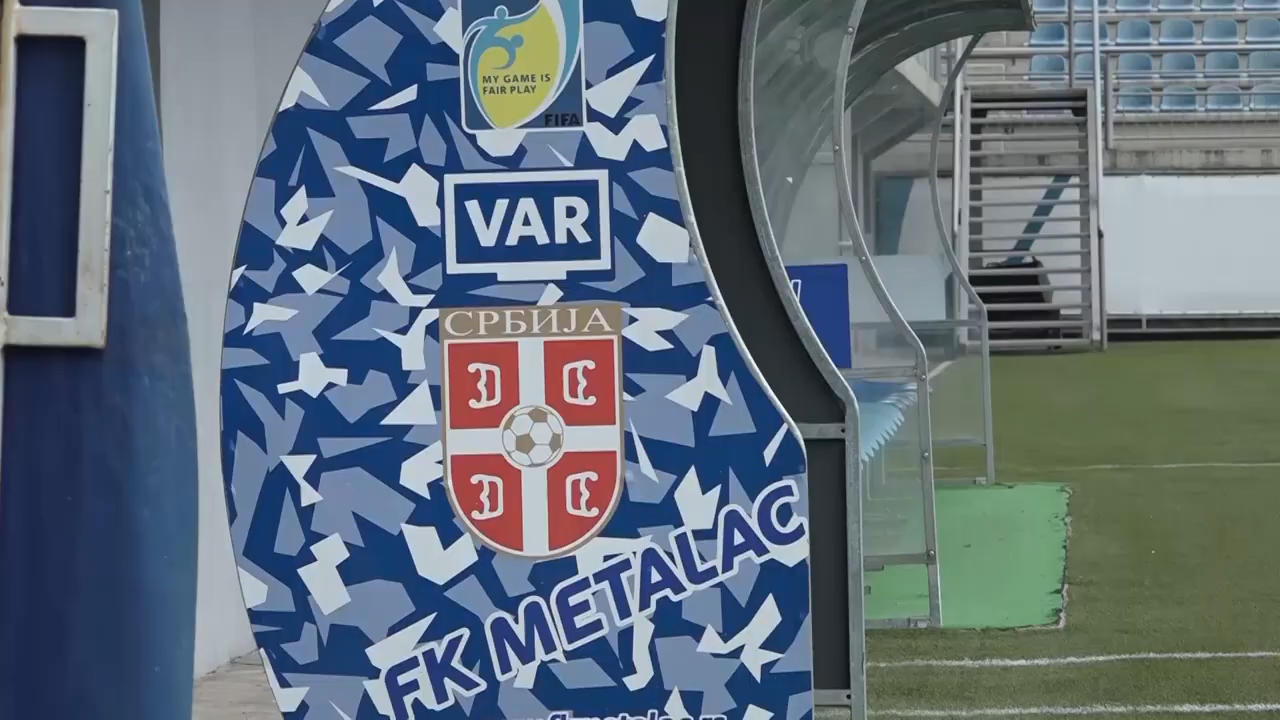 MY GAME IS
FAIR PLAY
FIFA
VAR
СРБИЈА
FK METALAC